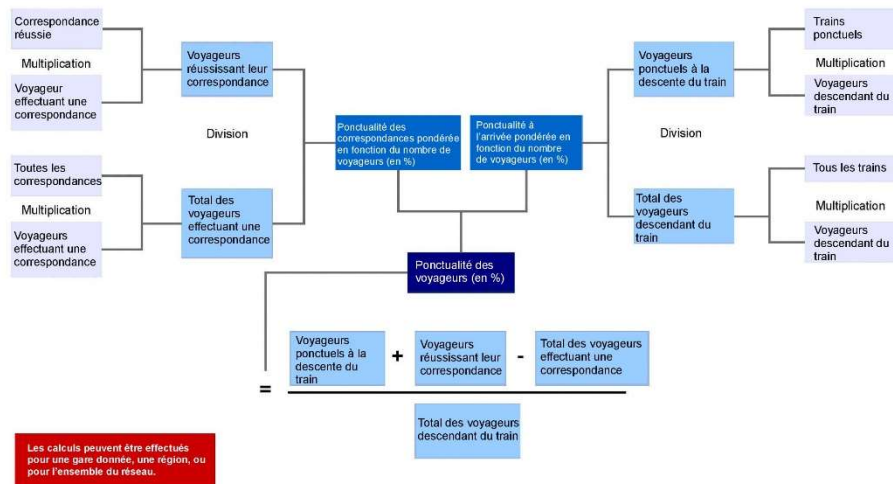 Correspondance
réussie
Multiplication
Voyageur
effectuant une
correspondance
Voyageurs
réussissant leur
correspondance
Division
Toutes les
correspondances
Multiplication
Voyageurs
effectuant une
correspondance
Total des
voyageurs
effectuant une
correspondance
Ponctualité des
correspondances pondérée
en fonction du nombre de
voyageurs (en %)
Ponctualité à
l'arrivée pondérée en
fonction du nombre
de voyageurs (en %)
Voyageurs
ponctuels à la
descente du train
Division
Total des
voyageurs
descendant du
train
Trains
ponctuels
Multiplication
Voyageurs
descendant du
train
Tous les trains
Multiplication
Voyageurs
descendant du
train
Ponctualité des
voyageurs (en %)
=
Voyageurs
ponctuels à la
descente du
train
+
Voyageurs
réussissant leur
correspondance
-
Total des voyageurs
effectuant une
correspondance
Total des voyageurs
descendant du train
Les calculs peuvent être effectués
pour une gare donnée, une région, ou
pour l'ensemble du réseau.